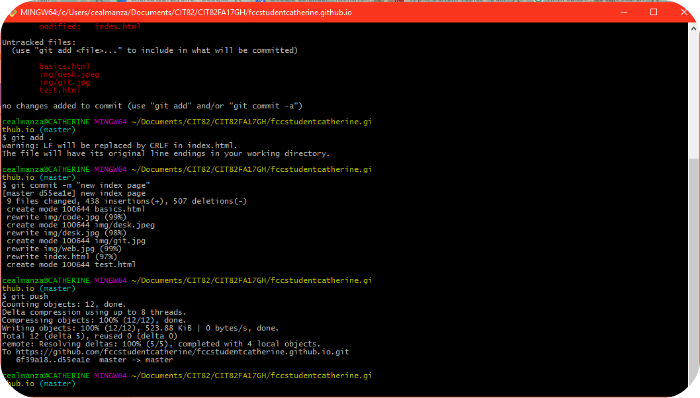 MINGW64:/c/Users/cealmanza/Documents/CIT82/CIT82FA17GH/fccstudentcatherine.github.io
modified: index.html
Untracked files:
(use "git add <file>..." to include in what will be committed)
basics.html
img/desk.jpeg
img/git.jpg
test.html
no changes added to commit (use "git add" and/or "git commit -a")
cealmanza@CATHERINE MINGW64 ~/Documents/CIT82/CIT82FA17GH/fccstudentcatherine.gi
thub.io (master)
$ git add .
warning: LF will be replaced by CRLF in index.html.
The file will have its original line endings in your working directory.
cealmanza@CATHERINE MINGW64 ~/Documents/CIT82/CIT82FA17GH/fccstudentcatherine.gi
thub.io (master)
$ git commit -m "new index page"
[master d55ea1e] new index page
9 files changed, 438 insertions(+), 507 deletions(-)
create mode 100644 basics.html
rewrite img/code.jpg (99%)
create mode 100644 img/desk.jpeg
rewrite img/desk.jpg (98%)
create mode 100644 img/git.jpg
rewrite img/web.jpg (99%)
rewrite index.html (97%)
create mode 100644 test.html
cealmanza@CATHERINE MINGW64 ~/Documents/CIT82/CIT82FA17GH/fccstudentcatherine.gi
thub.io (master)
$ git push
Counting objects: 12, done.
Delta compression using up to 8 threads.
Compressing objects: 100% (12/12), done.
Writing objects: 100% (12/12), 523.88 KiB | 0 bytes/s, done.
Total 12 (delta 5), reused 0 (delta 0)
remote: Resolving deltas: 100% (5/5), completed with 4 local objects.
To https://github.com/fccstudentcatherine/fccstudentcatherine.github.io.git
6f39a18..d55ea1e master -> master
cealmanza@CATHERINE MINGW64 ~/Documents/CIT82/CIT82FA17GH/fccstudentcatherine.gi
thub.io (master)